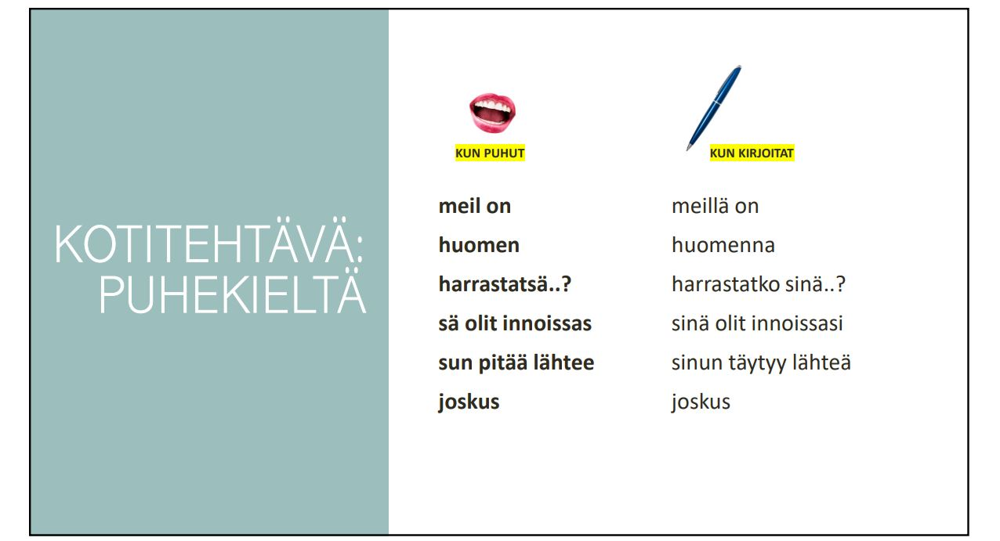 KOTITEHTÄVÄ:
PUHEKIELTÄ
KUN PUHUT KUN KIRJOITAT
meil on meillä on
huomen huomenna
harrastatsä..? harrastatko sinä..?
sä olit innoissas sinä olit innoissasi
sun pitää lähtee sinun täytyy lähteä
joskus joskus